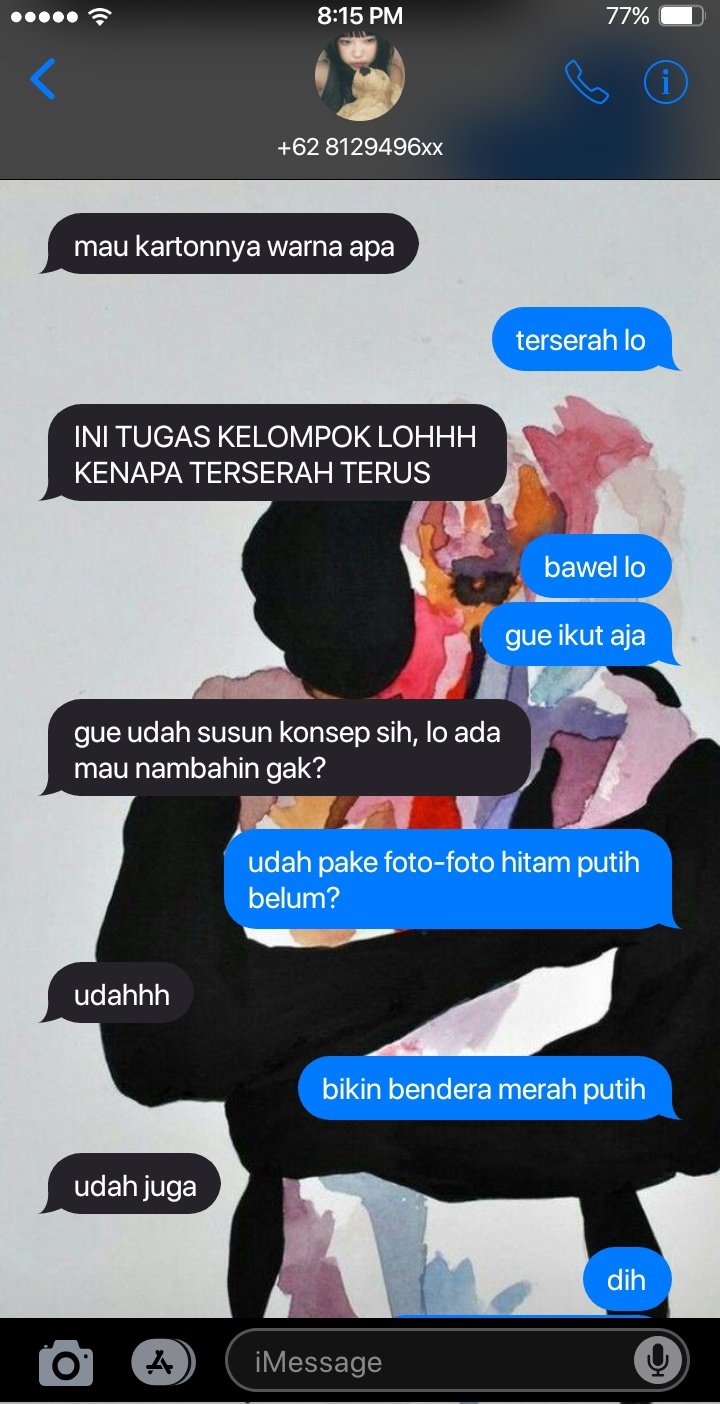 8:15 PM
77%
+62 8129496xx
mau kartonnya warna apa
terserah lo
INI TUGAS KELOMPOK LOHHH
KENAPA TERSERAH TERUS
bawel lo
gue ikut aja
gue udah susun konsep sih, lo ada
mau nambahin gak?
udah pake foto-foto hitam putih
belum?
udahhh
bikin bendera merah putih
udah juga
dih
iMessage